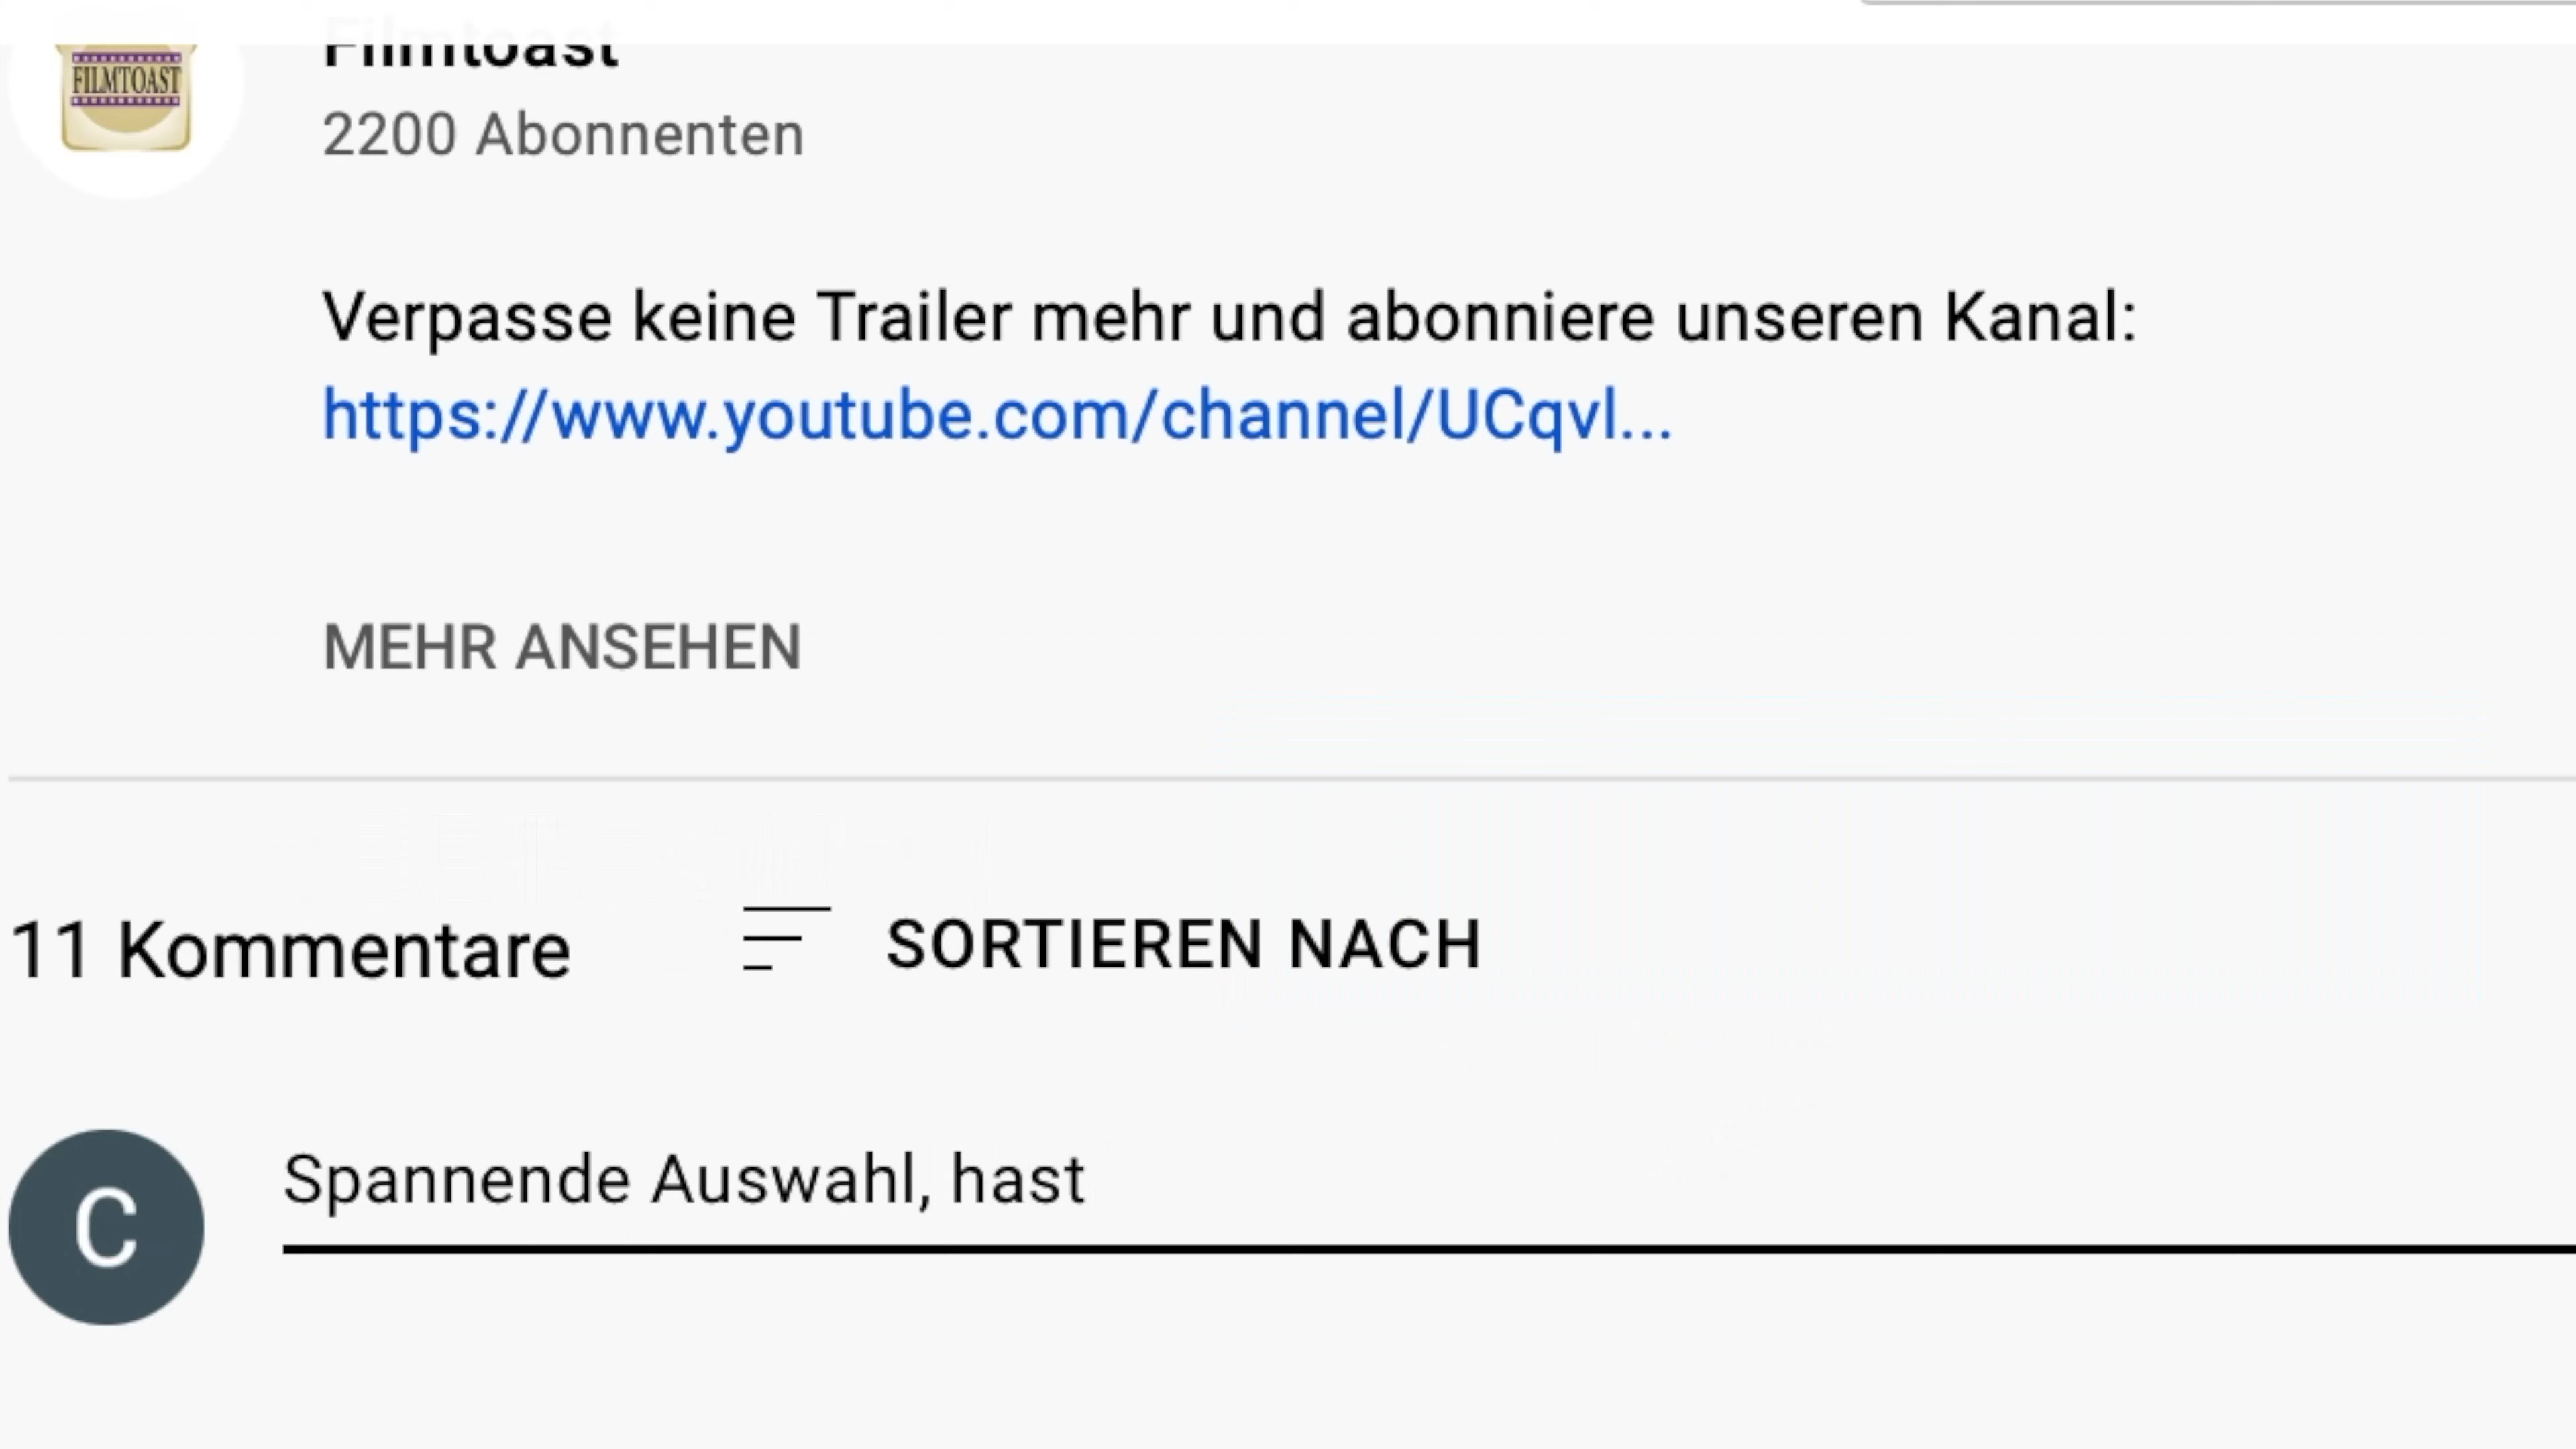 Filmtoast
FILMTOAST
2200 Abonnenten
Verpasse keine Trailer mehr und abonniere unseren Kanal:
https://www.youtube.com/channel/UCqvl...
MEHR ANSEHEN
11 Kommentare
SORTIEREN NACH
C
Spannende Auswahl, hast